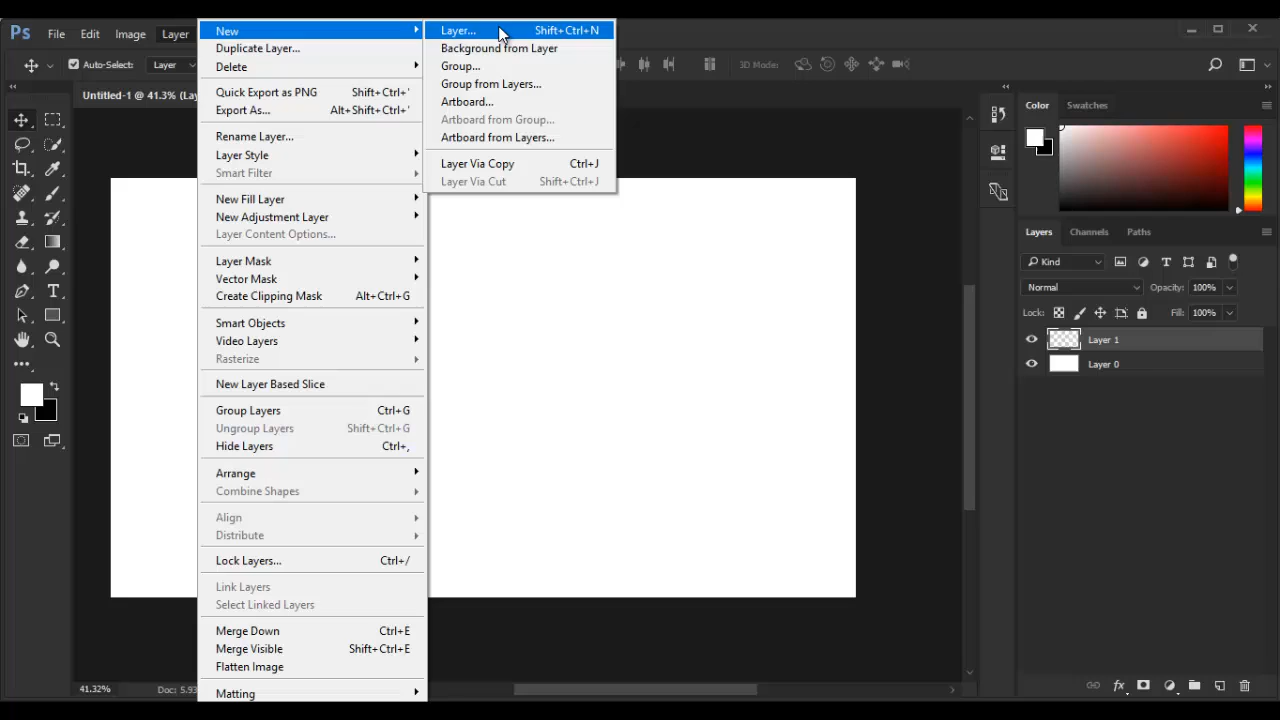 Ps File Edit Image Layer
Auto-Select: Layer 3D Mode:
Untitled-1 @ 41.3% (La
New
Duplicate Layer...
Delete
Quick Export as PNG Shift+Ctrl+'
Export As... Alt+Shift+Ctrl+'
Rename Layer...
Layer Style
Smart Filter
New Fill Layer
New Adjustment Layer
Layer Content Options...
Layer Mask
Vector Mask
Create Clipping Mask Alt+Ctrl+G
Smart Objects
Video Layers
Rasterize
New Layer Based Slice
Group Layers Ctrl+G
Ungroup Layers Shift+Ctrl+G
Hide Layers Ctrl+,
Arrange
Combine Shapes
Align
Distribute
Lock Layers... Ctrl+/
Link Layers
Select Linked Layers
Merge Down Ctrl+E
Merge Visible Shift+Ctrl+E
Flatten Image
Matting
Layer... Shift+Ctrl+N
Background from Layer
Group...
Group from Layers...
Artboard...
Artboard from Group...
Artboard from Layers...
Layer Via Copy Ctrl+J
Layer Via Cut Shift+Ctrl+J
Color Swatches
Layers Channels Paths
Kind
Normal Opacity: 100%
Lock: Fill: 100%
Layer 1
Layer 0
41.32% Doc: 5.93